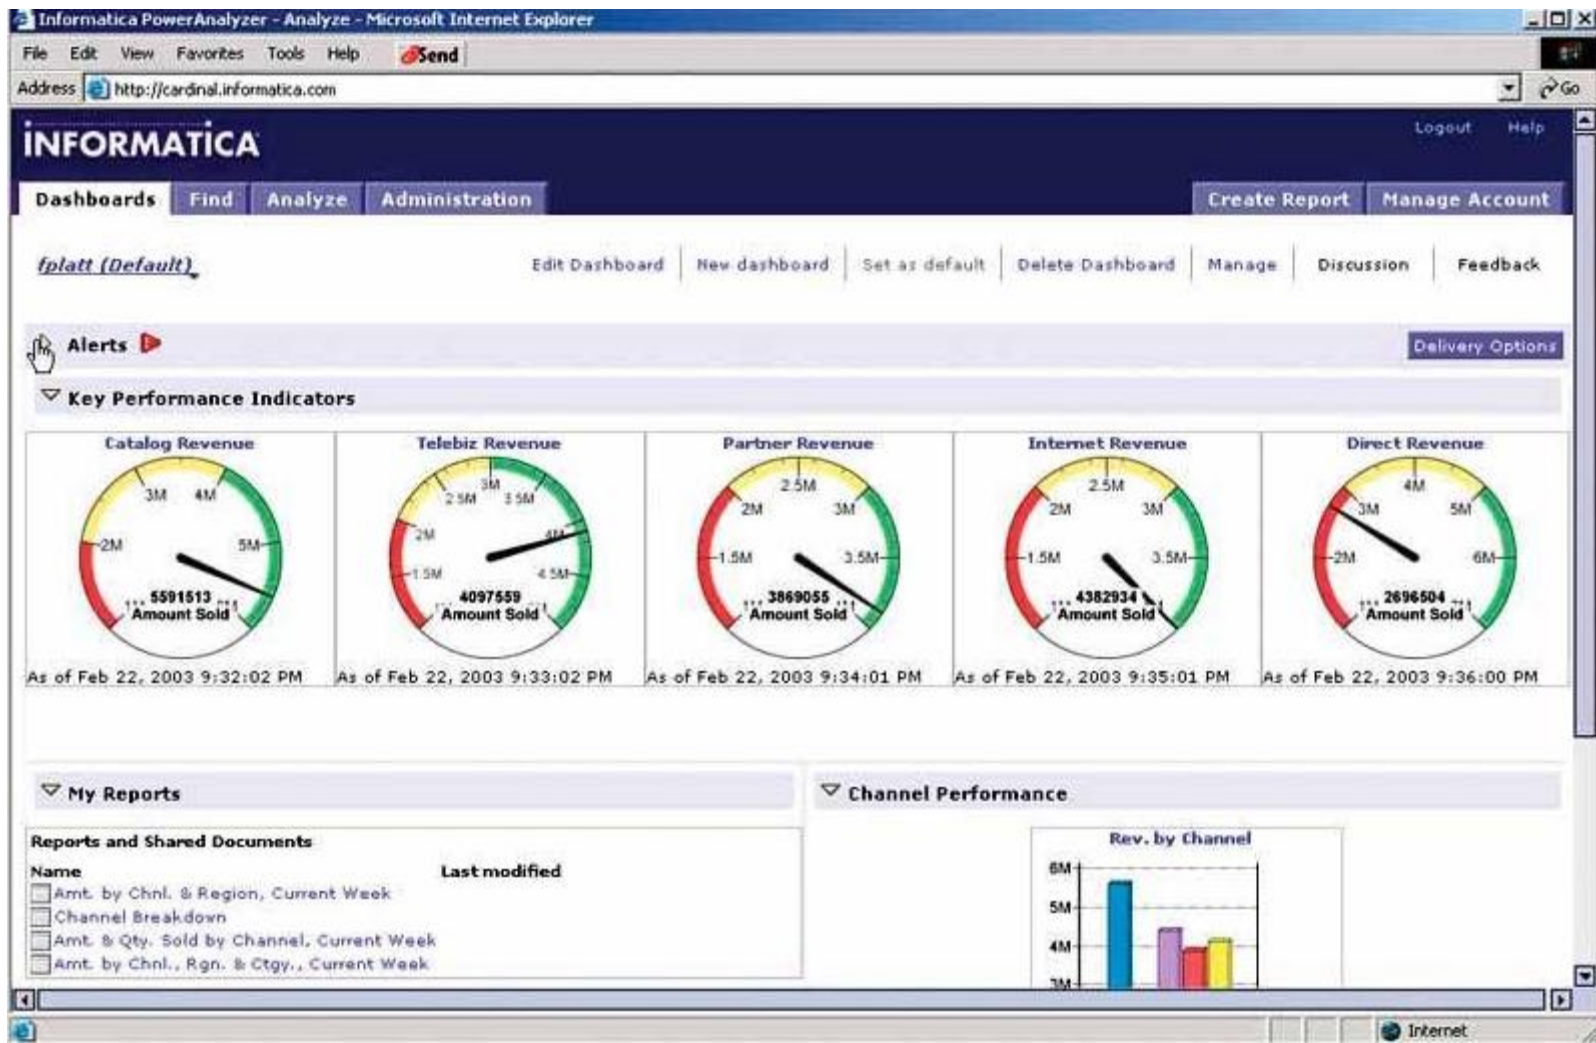 Informatica PowerAnalyzer - Analyze - Microsoft Internet Explorer
File Edit View Favorites Tools Help Send
Address http://cardinal.informatica.com Go
INFORMATICA
Logout Help
Dashboards Find Analyze Administration Create Report Manage Account
fplatt (Default) Edit Dashboard New dashboard Set as default Delete Dashboard Manage Discussion Feedback
Alerts Delivery Options
Key Performance Indicators
Catalog Revenue
2M 3M 4M 5M
5591513
Amount Sold
As of Feb 22, 2003 9:32:02 PM
Telebiz Revenue
1.5M 2M 2.5M 3M 3.5M 4M 4.5M
4097559
Amount Sold
As of Feb 22, 2003 9:33:02 PM
Partner Revenue
1.5M 2M 2.5M 3M 3.5M
3869055
Amount Sold
As of Feb 22, 2003 9:34:01 PM
Internet Revenue
1.5M 2M 2.5M 3M 3.5M
4382934
Amount Sold
As of Feb 22, 2003 9:35:01 PM
Direct Revenue
2M 3M 4M 5M 6M
2696504
Amount Sold
As of Feb 22, 2003 9:36:00 PM
My Reports
Reports and Shared Documents
Name Last modified
Amt. by Chnl. & Region, Current Week
Channel Breakdown
Amt. & Qty. Sold by Channel, Current Week
Amt. by Chnl., Rgn. & Ctgy., Current Week
Channel Performance
Rev. by Channel
6M
5M
4M
3M
Internet